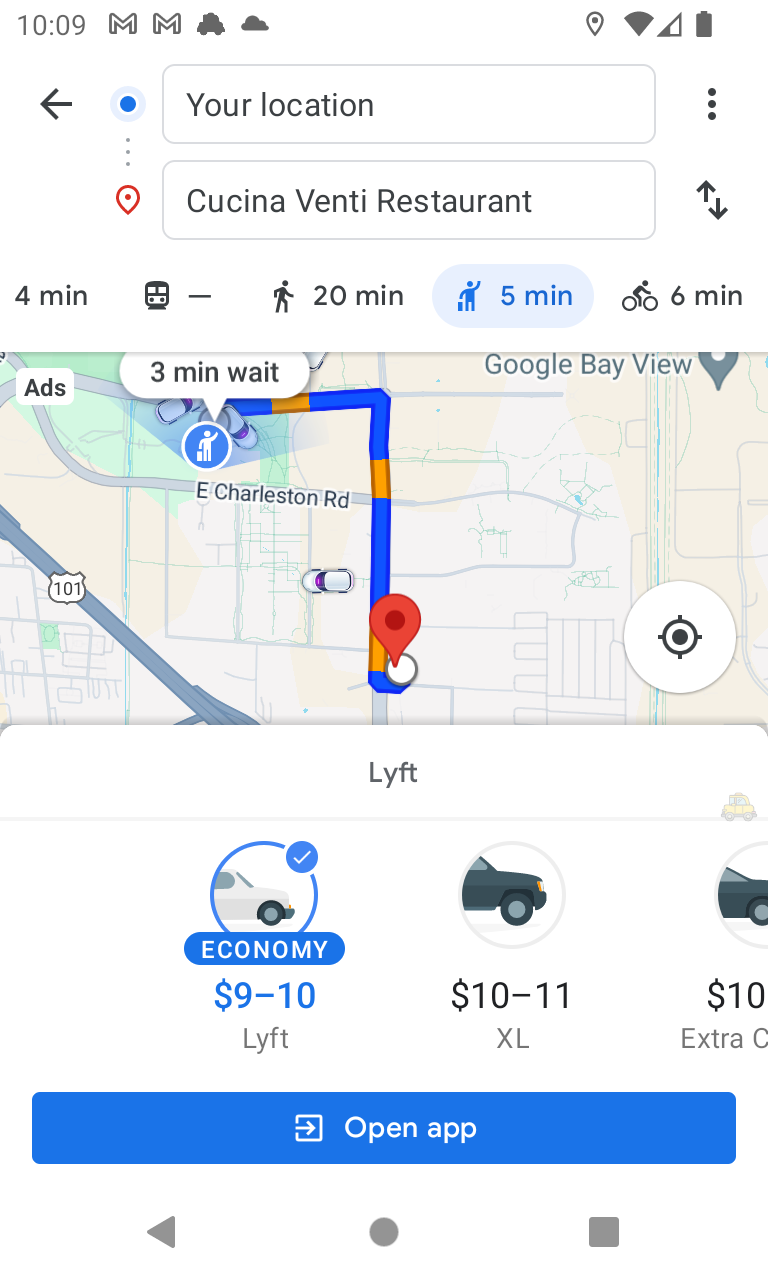 10:09
Your location
Cucina Venti Restaurant
4 min
—
20 min
5 min
6 min
Ads
3 min wait
Google Bay View
E Charleston Rd
101
Lyft
ECONOMY
$9–10
$10–11
$10
Lyft
XL
Extra C
Open app